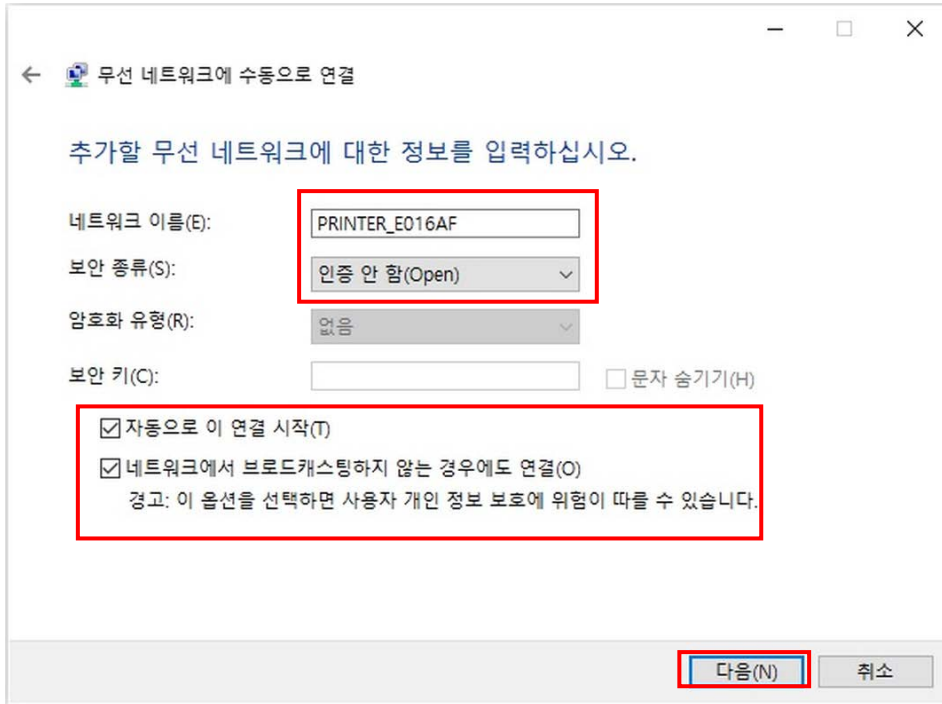 무선 네트워크에 수동으로 연결
추가할 무선 네트워크에 대한 정보를 입력하십시오.
네트워크 이름(E):
PRINTER_E016AF
보안 종류(S):
인증 안 함(Open)
암호화 유형(R):
없음
보안 키(C):
문자 숨기기(H)
자동으로 이 연결 시작(T)
네트워크에서 브로드캐스팅하지 않는 경우에도 연결(O)
경고: 이 옵션을 선택하면 사용자 개인 정보 보호에 위험이 따를 수 있습니다.
다음(N)
취소